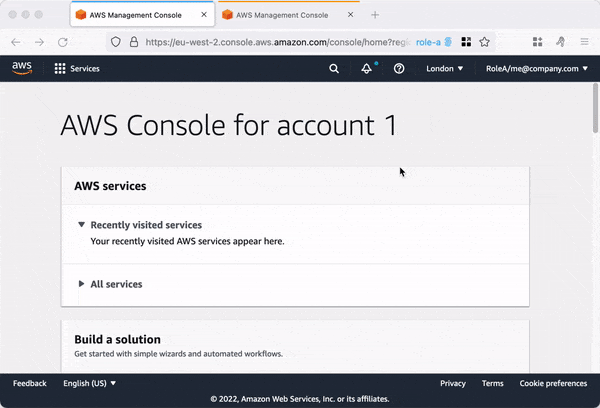 AWS Management Console
AWS Management Console
https://eu-west-2.console.aws.amazon.com/console/home?regi role-a
aws Services London RoleA/me@company.com
AWS Console for account 1
AWS services
Recently visited services
Your recently visited AWS services appear here.
All services
Build a solution
Get started with simple wizards and automated workflows.
Feedback English (US) Privacy Terms Cookie preferences
© 2022, Amazon Web Services, Inc. or its affiliates.